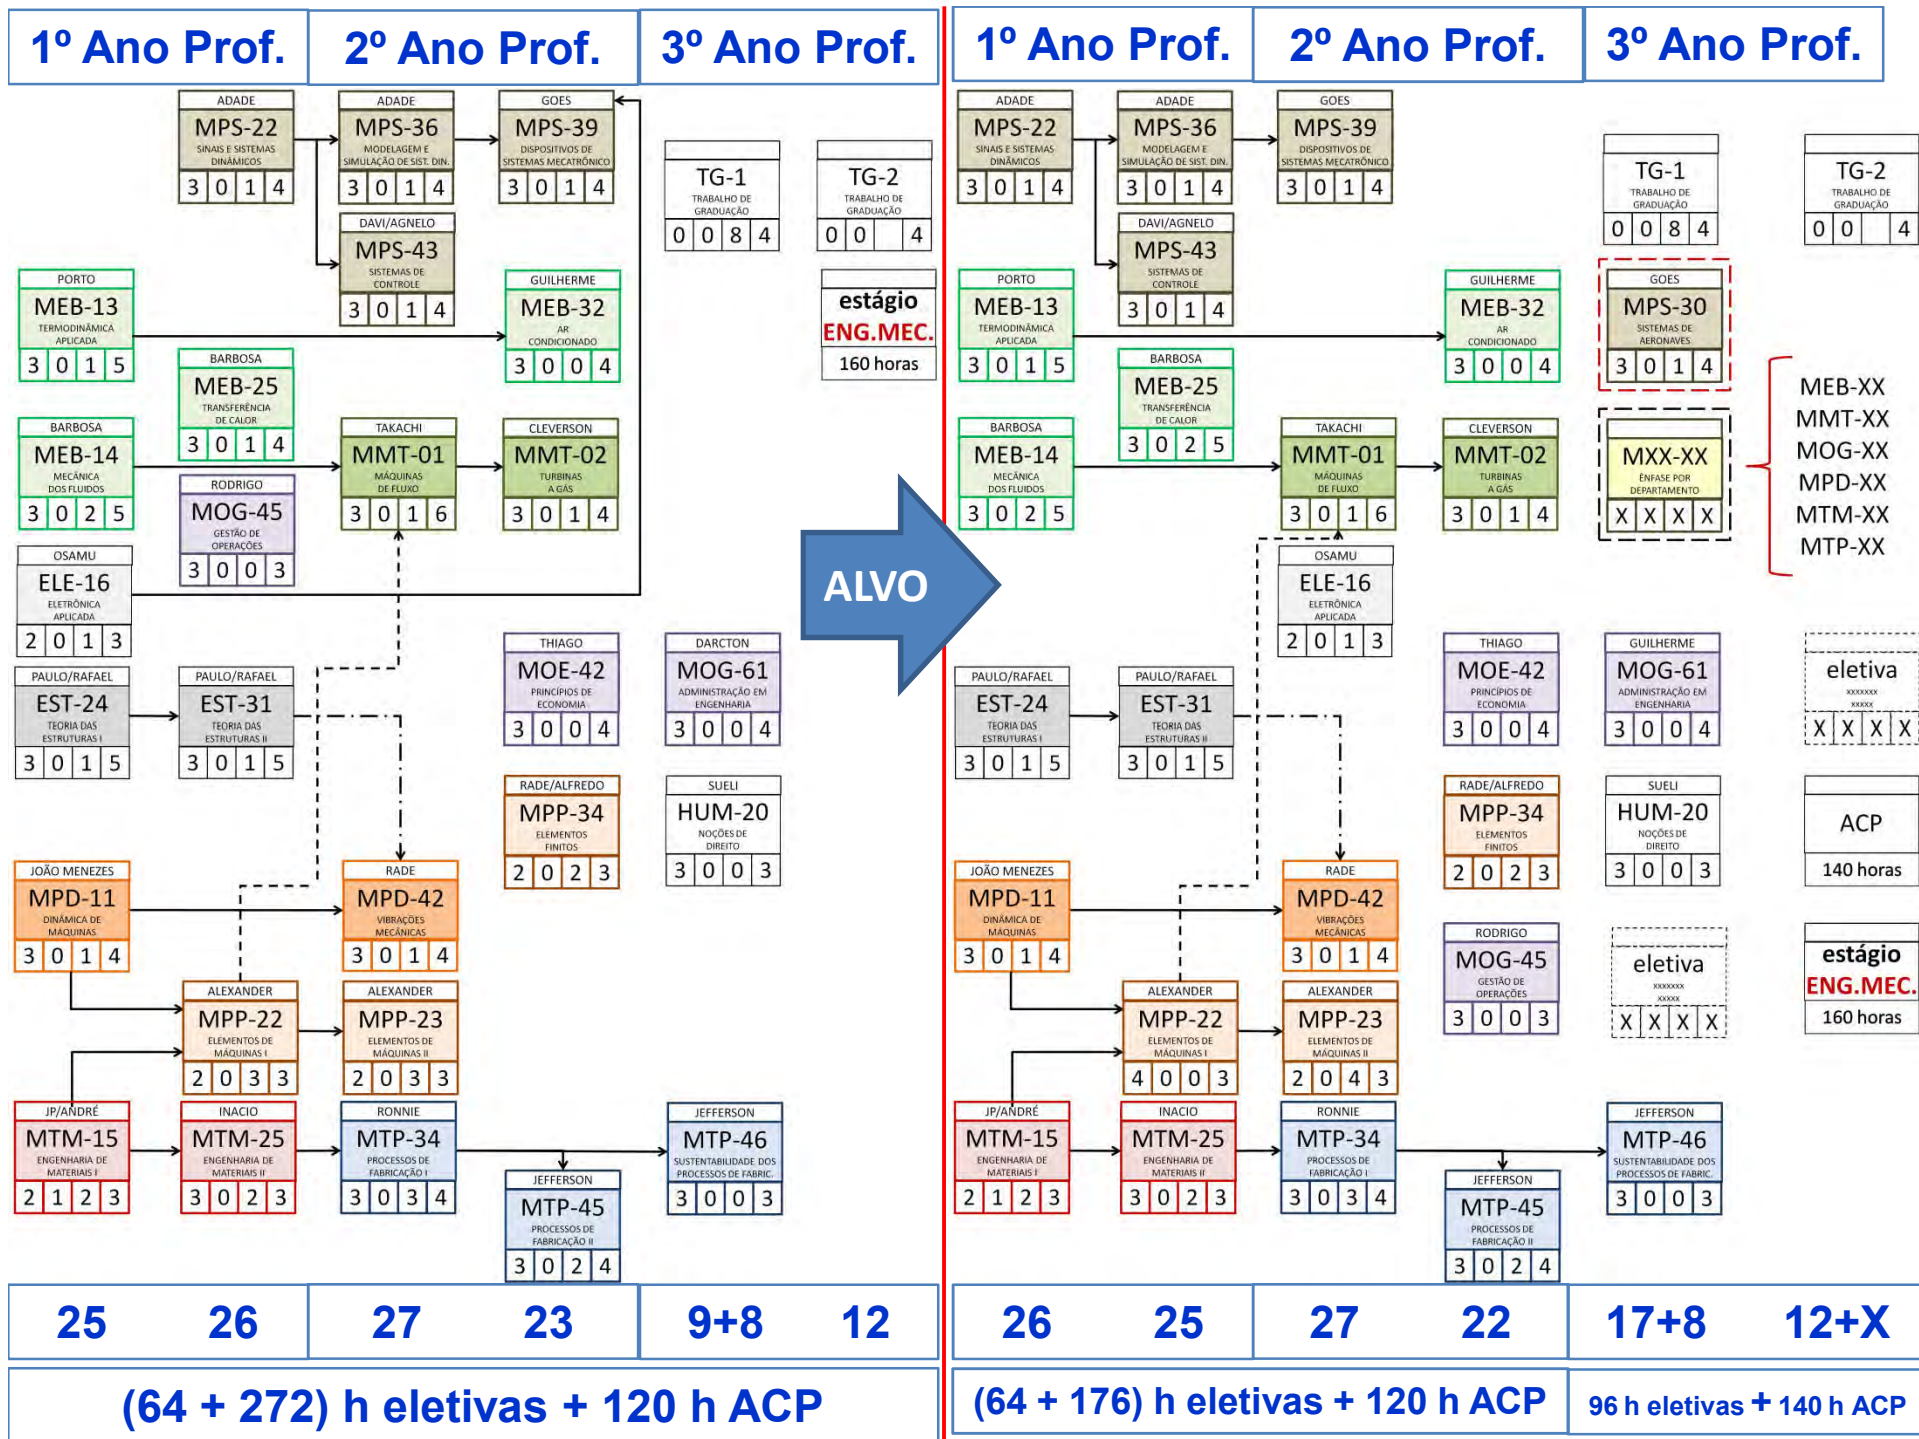 1º Ano Prof.
2º Ano Prof.
3º Ano Prof.
ADADE
MPS-22
SINAIS E SISTEMAS
DINÂMICOS
3 0 1 4
ADADE
MPS-36
MODELAGEM E
SIMULAÇÃO DE SIST. DIN.
3 0 1 4
GOES
MPS-39
DISPOSITIVOS DE
SISTEMAS MECATRÔNICO
3 0 1 4
TG-1
TRABALHO DE
GRADUAÇÃO
0 0 8 4
TG-2
TRABALHO DE
GRADUAÇÃO
0 0 4
DAVI/AGNELO
MPS-43
SISTEMAS DE
CONTROLE
3 0 1 4
PORTO
MEB-13
TERMODINÂMICA
APLICADA
3 0 1 5
GUILHERME
MEB-32
AR
CONDICIONADO
3 0 0 4
estágio
ENG.MEC.
160 horas
BARBOSA
MEB-25
TRANSFERÊNCIA
DE CALOR
3 0 1 4
BARBOSA
MEB-14
MECÂNICA
DOS FLUIDOS
3 0 2 5
TAKACHI
MMT-01
MÁQUINAS
DE FLUXO
3 0 1 6
CLEVERSON
MMT-02
TURBINAS
A GÁS
3 0 1 4
RODRIGO
MOG-45
GESTÃO DE
OPERAÇÕES
3 0 0 3
OSAMU
ELE-16
ELETRÔNICA
APLICADA
2 0 1 3
THIAGO
MOE-42
PRINCÍPIOS DE
ECONOMIA
3 0 0 4
DARCTON
MOG-61
ADMINISTRAÇÃO EM
ENGENHARIA
3 0 0 4
PAULO/RAFAEL
EST-24
TEORIA DAS
ESTRUTURAS I
3 0 1 5
PAULO/RAFAEL
EST-31
TEORIA DAS
ESTRUTURAS II
3 0 1 5
RADE/ALFREDO
MPP-34
ELEMENTOS
FINITOS
2 0 2 3
SUELI
HUM-20
NOÇÕES DE
DIREITO
3 0 0 3
JOÃO MENEZES
MPD-11
DINÂMICA DE
MÁQUINAS
3 0 1 4
RADE
MPD-42
VIBRAÇÕES
MECÂNICAS
3 0 1 4
ALEXANDER
MPP-22
ELEMENTOS DE
MÁQUINAS I
2 0 3 3
ALEXANDER
MPP-23
ELEMENTOS DE
MÁQUINAS II
2 0 3 3
JP/ANDRÉ
MTM-15
ENGENHARIA DE
MATERIAIS I
2 1 2 3
INACIO
MTM-25
ENGENHARIA DE
MATERIAIS II
3 0 2 3
RONNIE
MTP-34
PROCESSOS DE
FABRICAÇÃO I
3 0 3 4
JEFFERSON
MTP-46
SUSTENTABILIDADE DOS
PROCESSOS DE FABRIC.
3 0 0 3
JEFFERSON
MTP-45
PROCESSOS DE
FABRICAÇÃO II
3 0 2 4
25 26 27 23 9+8 12
(64 + 272) h eletivas + 120 h ACP
ALVO
1º Ano Prof.
2º Ano Prof.
3º Ano Prof.
ADADE
MPS-22
SINAIS E SISTEMAS
DINÂMICOS
3 0 1 4
ADADE
MPS-36
MODELAGEM E
SIMULAÇÃO DE SIST. DIN.
3 0 1 4
GOES
MPS-39
DISPOSITIVOS DE
SISTEMAS MECATRÔNICO
3 0 1 4
TG-1
TRABALHO DE
GRADUAÇÃO
0 0 8 4
TG-2
TRABALHO DE
GRADUAÇÃO
0 0 4
DAVI/AGNELO
MPS-43
SISTEMAS DE
CONTROLE
3 0 1 4
PORTO
MEB-13
TERMODINÂMICA
APLICADA
3 0 1 5
GUILHERME
MEB-32
AR
CONDICIONADO
3 0 0 4
GOES
MPS-30
SISTEMAS DE
AERONAVES
3 0 1 4
BARBOSA
MEB-25
TRANSFERÊNCIA
DE CALOR
3 0 2 5
BARBOSA
MEB-14
MECÂNICA
DOS FLUIDOS
3 0 2 5
TAKACHI
MMT-01
MÁQUINAS
DE FLUXO
3 0 1 6
CLEVERSON
MMT-02
TURBINAS
A GÁS
3 0 1 4
MXX-XX
ÊNFASE POR
DEPARTAMENTO
X X X X
MEB-XX
MMT-XX
MOG-XX
MPD-XX
MTM-XX
MTP-XX
OSAMU
ELE-16
ELETRÔNICA
APLICADA
2 0 1 3
THIAGO
MOE-42
PRINCÍPIOS DE
ECONOMIA
3 0 0 4
GUILHERME
MOG-61
ADMINISTRAÇÃO EM
ENGENHARIA
3 0 0 4
eletiva
xxxxxxx
xxxxx
X X X X
PAULO/RAFAEL
EST-24
TEORIA DAS
ESTRUTURAS I
3 0 1 5
PAULO/RAFAEL
EST-31
TEORIA DAS
ESTRUTURAS II
3 0 1 5
RADE/ALFREDO
MPP-34
ELEMENTOS
FINITOS
2 0 2 3
SUELI
HUM-20
NOÇÕES DE
DIREITO
3 0 0 3
ACP
140 horas
JOÃO MENEZES
MPD-11
DINÂMICA DE
MÁQUINAS
3 0 1 4
RADE
MPD-42
VIBRAÇÕES
MECÂNICAS
3 0 1 4
RODRIGO
MOG-45
GESTÃO DE
OPERAÇÕES
3 0 0 3
eletiva
xxxxxxx
xxxxx
X X X X
estágio
ENG.MEC.
160 horas
ALEXANDER
MPP-22
ELEMENTOS DE
MÁQUINAS I
4 0 0 3
ALEXANDER
MPP-23
ELEMENTOS DE
MÁQUINAS II
2 0 4 3
JP/ANDRÉ
MTM-15
ENGENHARIA DE
MATERIAIS I
2 1 2 3
INACIO
MTM-25
ENGENHARIA DE
MATERIAIS II
3 0 2 3
RONNIE
MTP-34
PROCESSOS DE
FABRICAÇÃO I
3 0 3 4
JEFFERSON
MTP-46
SUSTENTABILIDADE DOS
PROCESSOS DE FABRIC.
3 0 0 3
JEFFERSON
MTP-45
PROCESSOS DE
FABRICAÇÃO II
3 0 2 4
26 25 27 22 17+8 12+X
(64 + 176) h eletivas + 120 h ACP
96 h eletivas + 140 h ACP